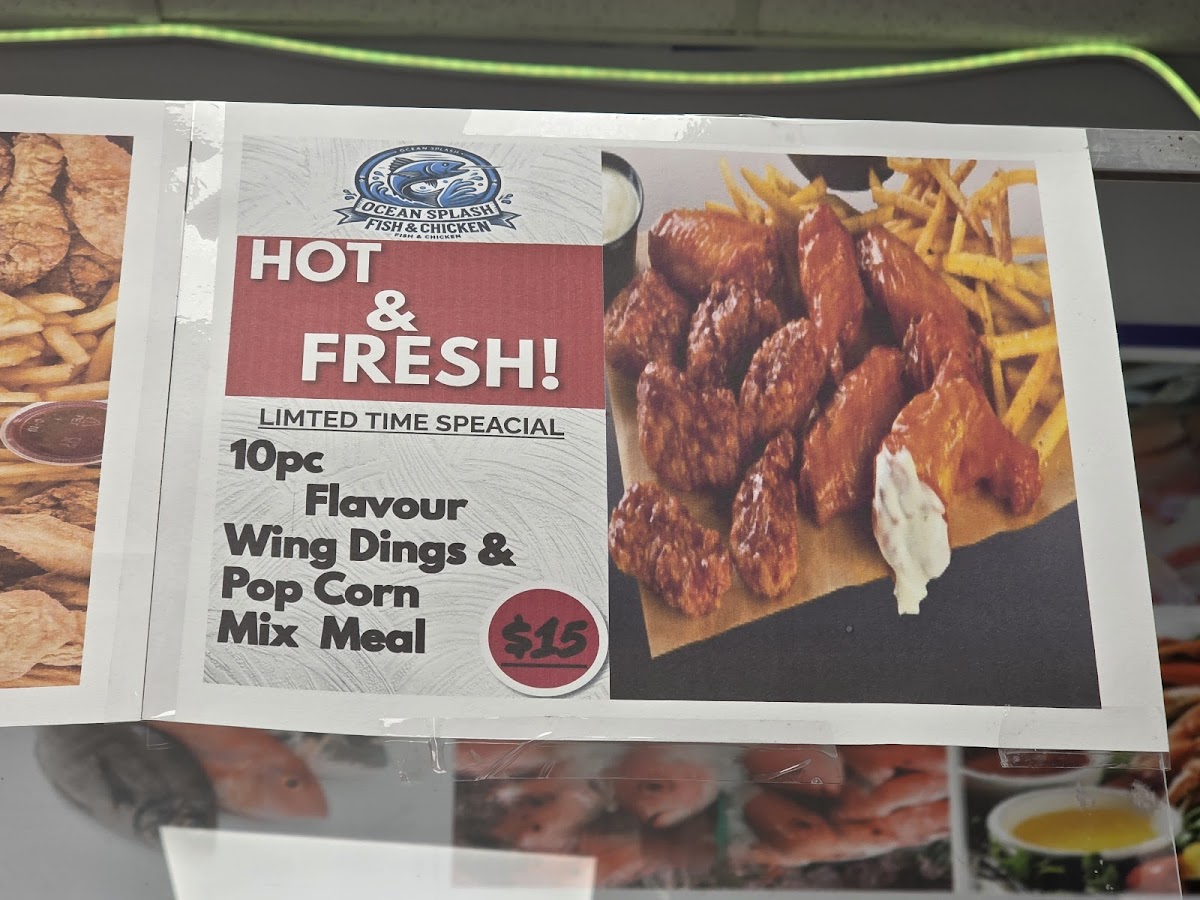 OCEAN SPLASH
OCEAN SPLASH
FISH & CHICKEN
FISH & CHICKEN
HOT
&
FRESH!
LIMTED TIME SPEACIAL
10pc
Flavour
Wing Dings &
Pop Corn
Mix Meal
$15